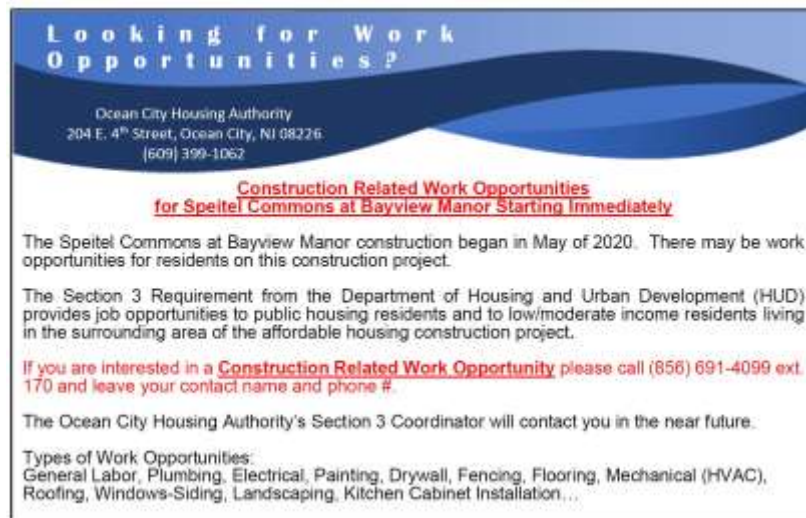 Looking for Work
Opportunities?
Ocean City Housing Authority
204 E. 4th Street, Ocean City, NJ 08226
(609) 399-1062
Construction Related Work Opportunities
for Speitel Commons at Bayview Manor Starting Immediately
The Speitel Commons at Bayview Manor construction began in May of 2020. There may be work
opportunities for residents on this construction project.
The Section 3 Requirement from the Department of Housing and Urban Development (HUD)
provides job opportunities to public housing residents and to low/moderate income residents living
in the surrounding area of the affordable housing construction project.
If you are interested in a Construction Related Work Opportunity please call (856) 691-4099 ext.
170 and leave your contact name and phone #.
The Ocean City Housing Authority's Section 3 Coordinator will contact you in the near future.
Types of Work Opportunities:
General Labor, Plumbing, Electrical, Painting, Drywall, Fencing, Flooring, Mechanical (HVAC),
Roofing, Windows-Siding, Landscaping, Kitchen Cabinet Installation…